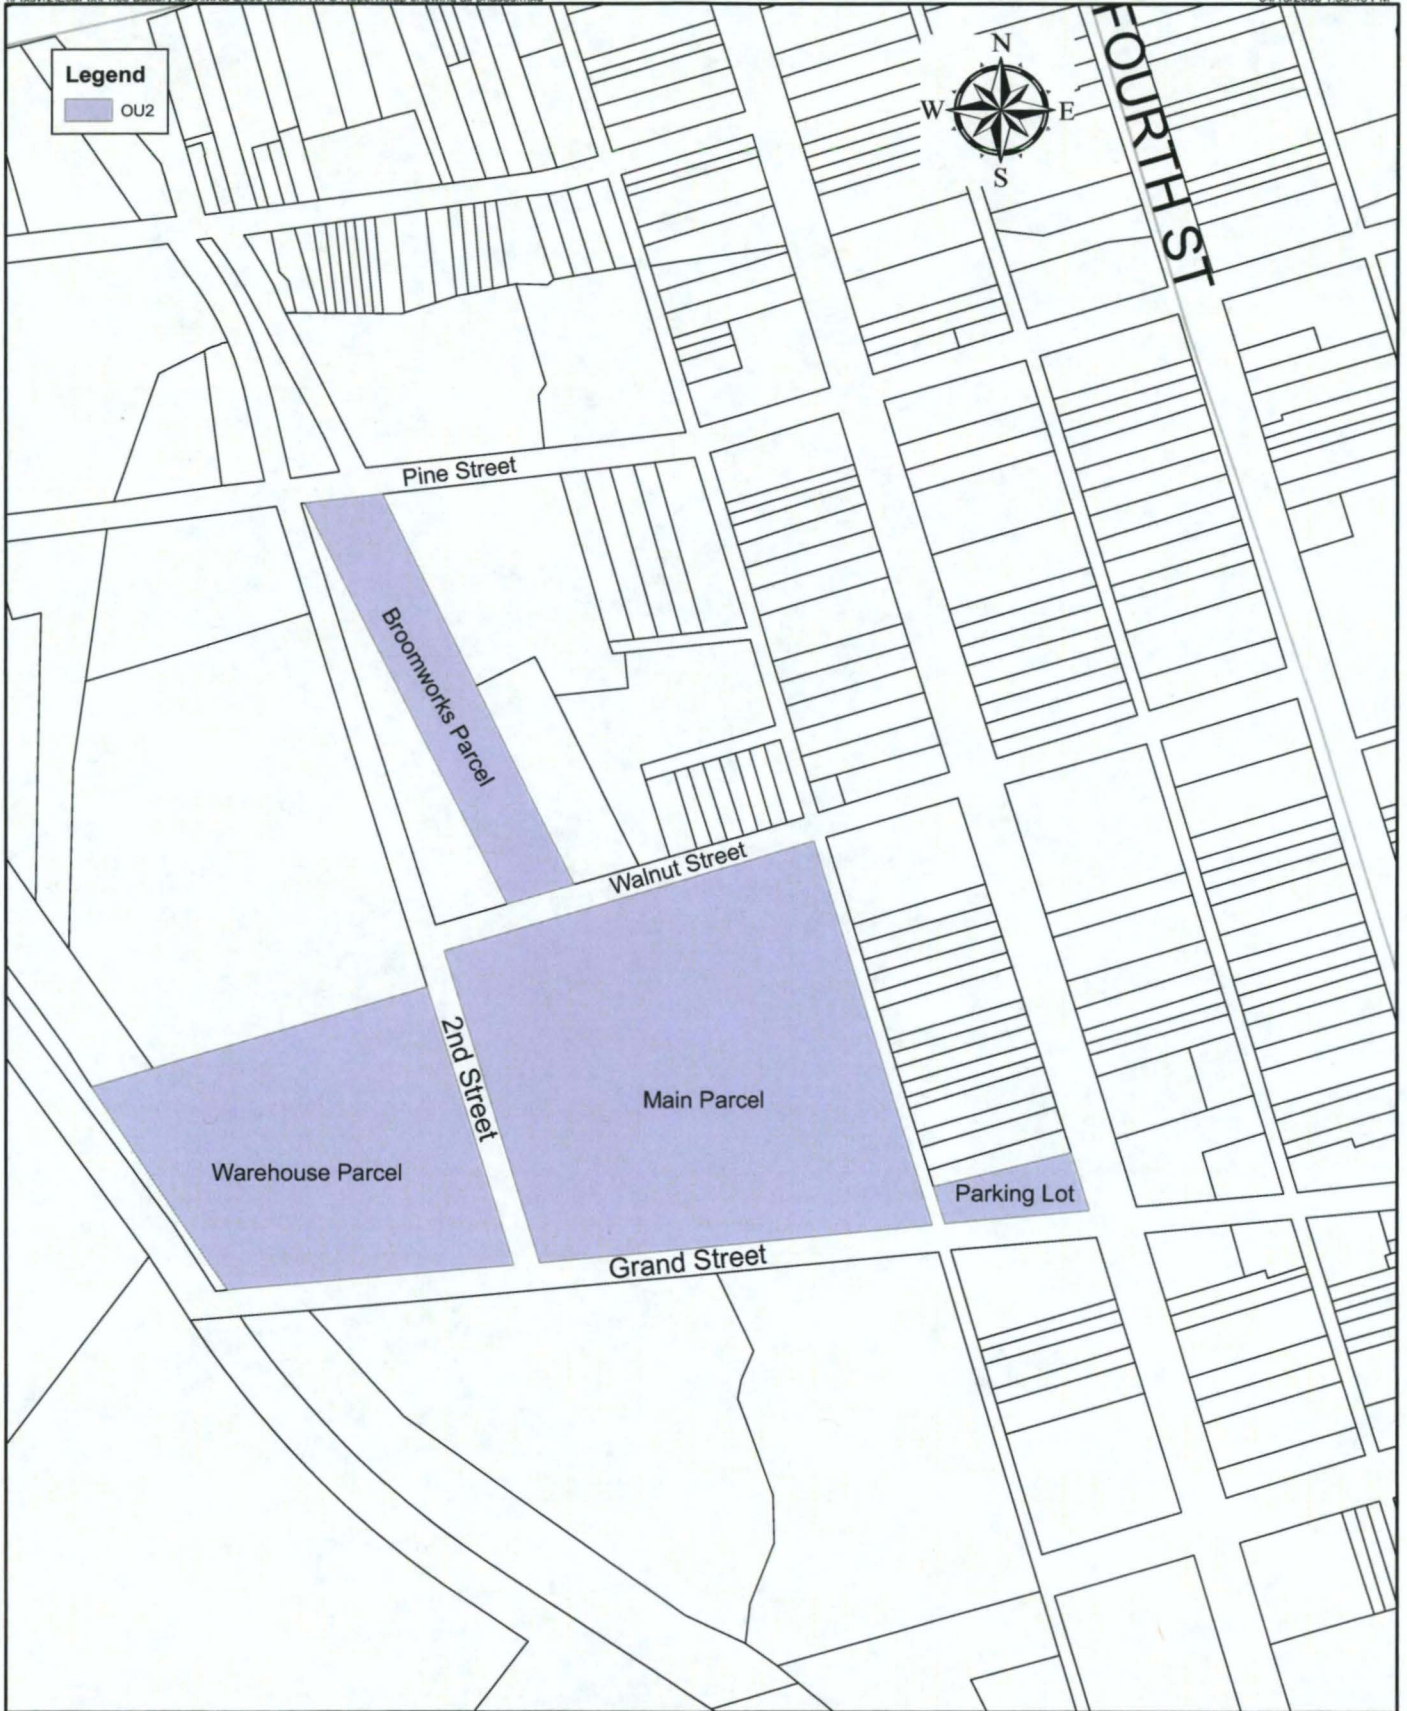 Legend
OU2
N
W
E
S
FOURTH ST
Pine Street
Broomworks Parcel
Walnut Street
2nd Street
Main Parcel
Warehouse Parcel
Parking Lot
Grand Street